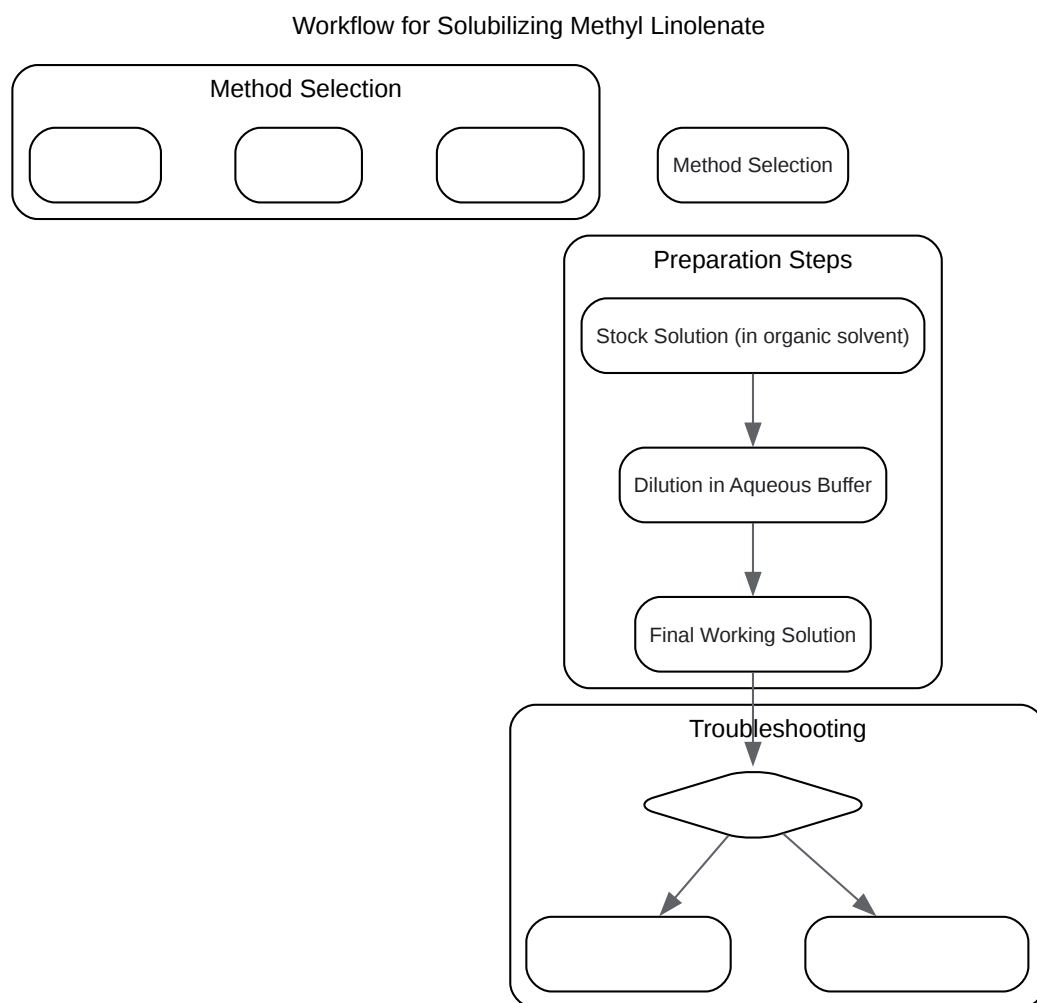 Workflow for Solubilizing Methyl Linolenate
Method Selection
Method Selection
Preparation Steps
Stock Solution (in organic solvent)
Dilution in Aqueous Buffer
Final Working Solution
Troubleshooting